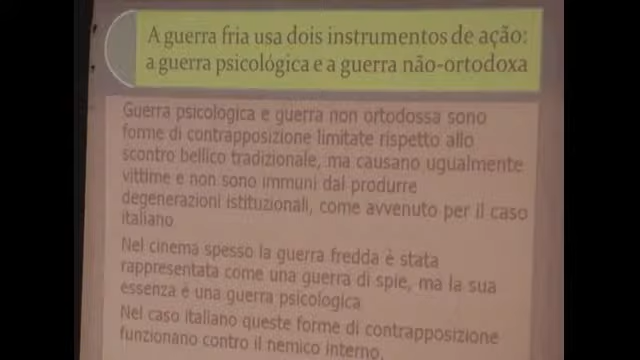 A guerra fria usa dois instrumentos de ação:
a guerra psicológica e a guerra não-ortodoxa
Guerra psicologica e guerra non ortodossa sono
forme di contrapposizione limitate rispetto allo
scontro bellico tradizionale, ma causano ugualmente
vittime e non sono immuni dal produrre
degenerazioni istituzionali, come avvenuto per il caso
italiano
Nel cinema spesso la guerra fredda è stata
rappresentata come una guerra di spie, ma la sua
essenza è una guerra psicologica
Nel caso italiano queste forme di contrapposizione
funzionano contro il nemico interno,